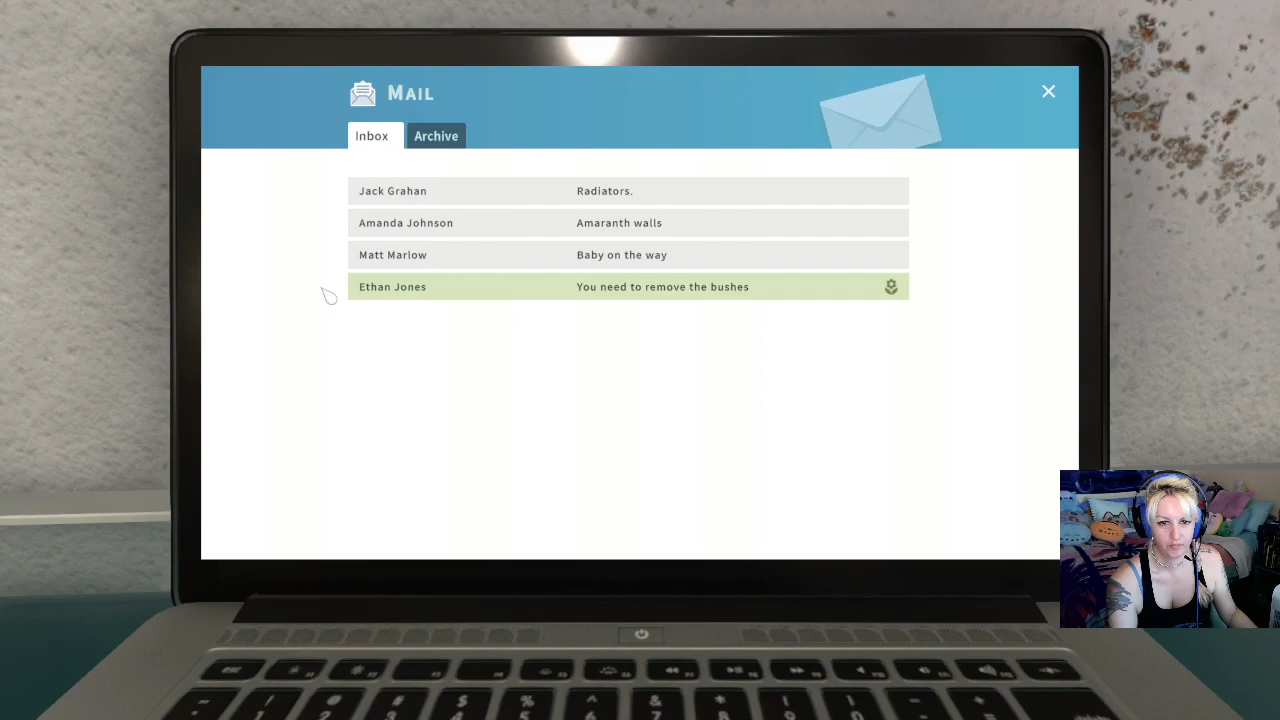 MAIL
Inbox
Archive
Jack Grahan Radiators.
Amanda Johnson Amaranth walls
Matt Marlow Baby on the way
Ethan Jones You need to remove the bushes